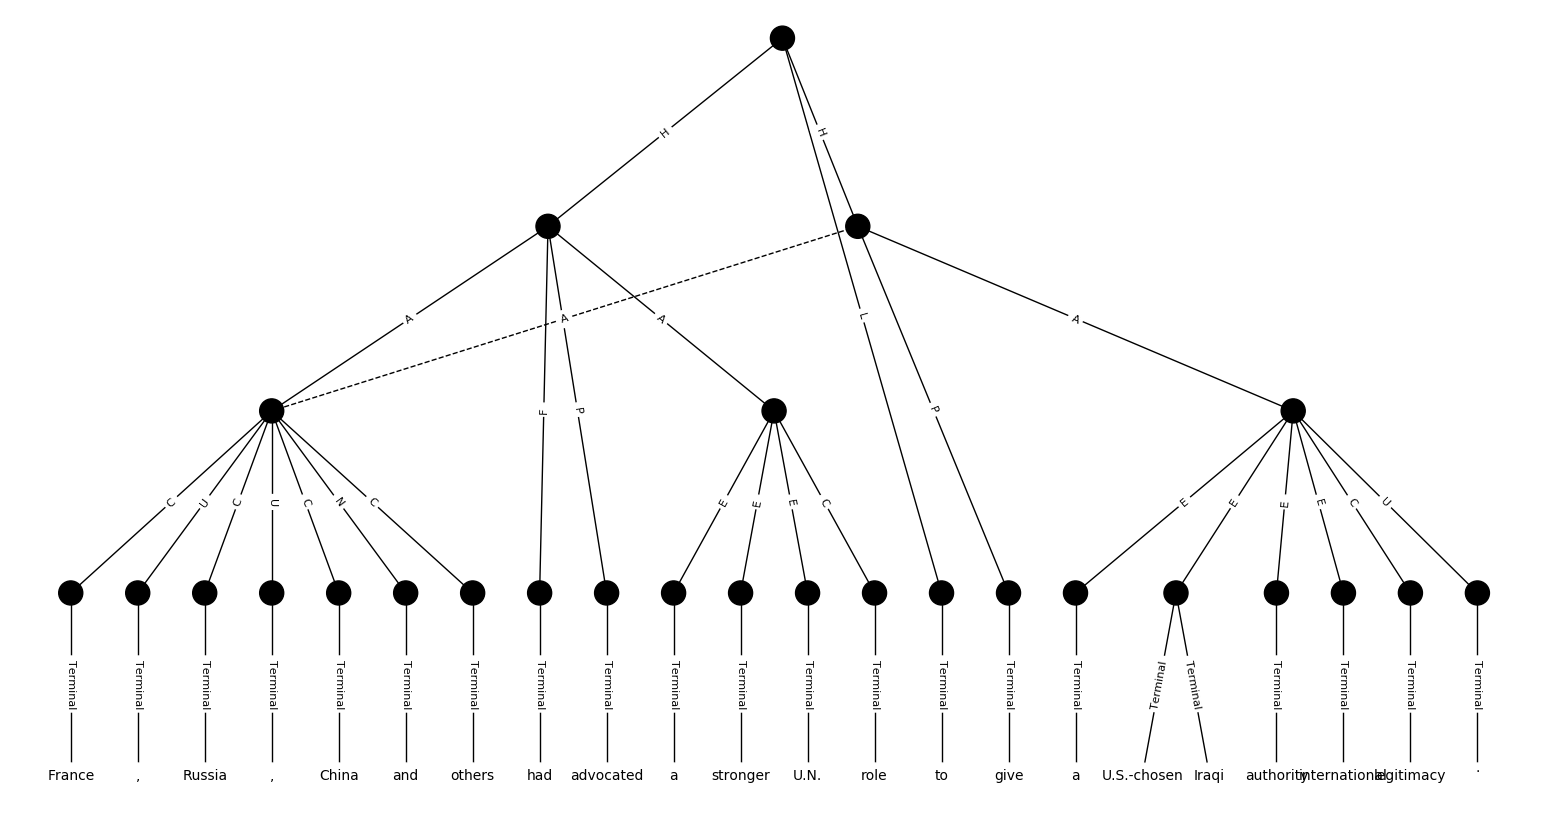 H H
A A A L A
F P P
C U C U C N C E E E C E E E E C U
Terminal Terminal Terminal Terminal Terminal Terminal Terminal Terminal Terminal Terminal Terminal Terminal Terminal Terminal Terminal Terminal Terminal Terminal Terminal Terminal Terminal Terminal
France , Russia , China and others had advocated a stronger U.N. role to give a U.S.-chosen Iraqi authority international legitimacy .